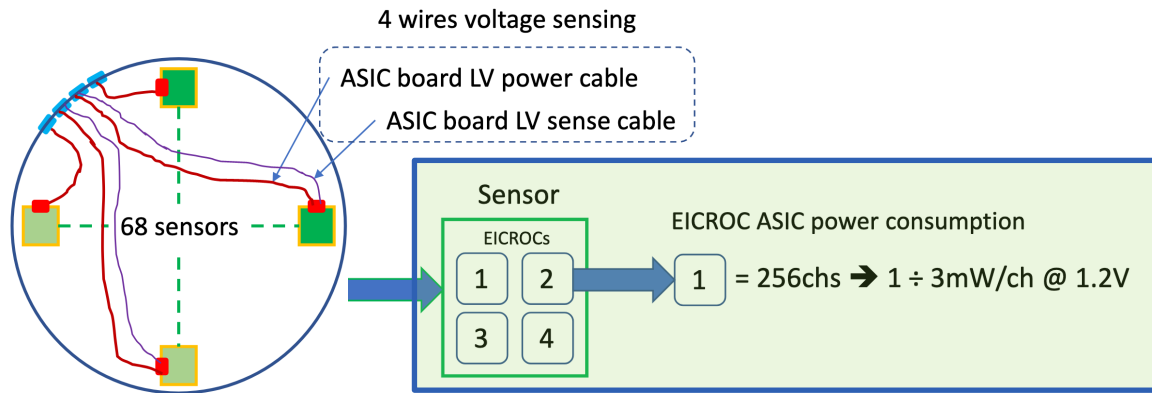 4 wires voltage sensing
ASIC board LV power cable
ASIC board LV sense cable
68 sensors
Sensor
EICROCs
1 2
3 4
EICROC ASIC power consumption
1 = 256chs ➔ 1 ÷ 3mW/ch @ 1.2V